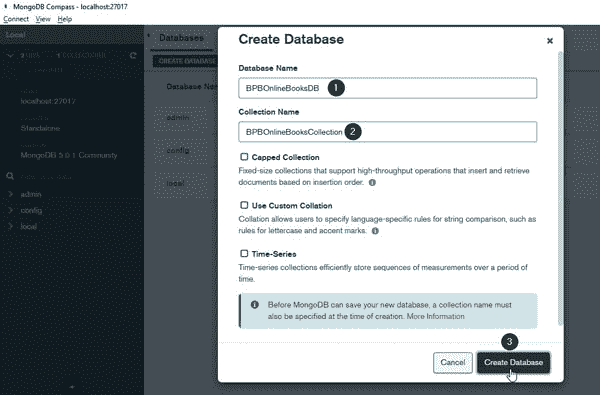 MongoDB Compass - localhost:27017
Connect View Help
Local
Databases
CREATE DATABASE
Database Na
localhost:27017
Standalone
MongoDB 5.0.1 Community
admin
config
local
admin
config
local
Create Database
×
Database Name
BPBOnlineBooksDB
1
Collection Name
BPBOnlineBooksCollection
2
Capped Collection
Fixed-size collections that support high-throughput operations that insert and retrieve
documents based on insertion order.
Use Custom Collation
Collation allows users to specify language-specific rules for string comparison, such as
rules for lettercase and accent marks.
Time-Series
Time-series collections efficiently store sequences of measurements over a period of
time.
Before MongoDB can save your new database, a collection name must
also be specified at the time of creation. More Information
3
Cancel
Create Database